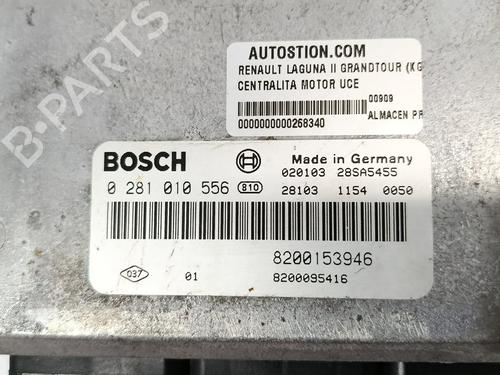 AUTOSTION.COM
RENAULT LAGUNA II GRANDTOUR (KG
CENTRALITA MOTOR UCE
00909
0000000000268340
ALMACEN PR
BOSCH
Made in Germany
020103 28SA5455
0 281 010 556 810
28103 1154 0050
8200153946
037
01
8200095416
B-PARTS